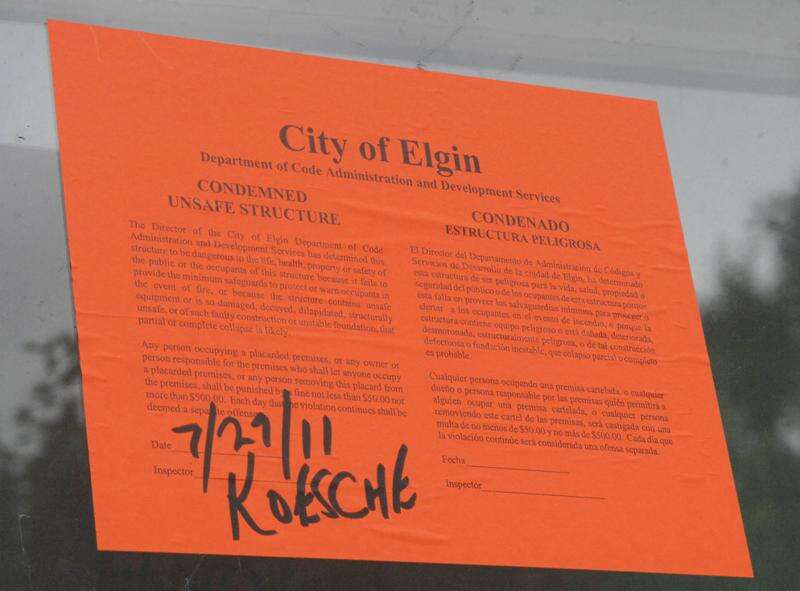 City of Elgin
Department of Code Administration and Development Services
CONDEMNED
UNSAFE STRUCTURE
The Director of the City of Elgin Department of Code
Administration and Development Services has determined this
structure to be dangerous to the life, health, property or safety of
the public or the occupants of this structure because it fails to
provide the minimum safeguards to protect or warn occupants in
the event of fire, or because the structure contains unsafe
equipment or is so damaged, decayed, dilapidated, structurally
unsafe, or of such faulty construction or unstable foundation, that
partial or complete collapse is likely.
Any person occupying a placarded premises, or any owner or
person responsible for the premises who shall let anyone occupy
a placarded premises, or any person removing this placard from
the premises, shall be punished by a fine not less than $50.00 not
more than $500.00. Each day that the violation continues shall be
deemed a separate offense.
Date 7/27/11
Inspector KOESCHE
CONDENADO
ESTRUCTURA PELIGROSA
El Director del Departamento de Administración de Códigos y
Servicios de Desarrollo de la ciudad de Elgin, ha determinado
esta estructura de ser peligrosa para la vida, salud, propiedad o
seguridad del público o de los ocupantes de esta estructura porque
ésta falla en proveer los salvaguardias mínimos para proteger o
alertar a los ocupantes, en el evento de incendio, o porque la
estructura contiene equipo peligroso o está dañada, deteriorada,
desmoronada, estructuralmente peligrosa, o de tal construcción
defectuosa o fundación inestable, que colapso parcial o completo
es probable.
Cualquier persona ocupando una premisa cartelada, o cualquier
dueño o persona responsable por las premisas quién permitirá a
alguien ocupar una premisa cartelada, o cualquier persona
removiendo este cartel de las premisas, será castigada con una
multa de no menos de $50.00 y no más de $500.00. Cada día que
la violación continúe será considerada una ofensa separada.
Fecha
Inspector